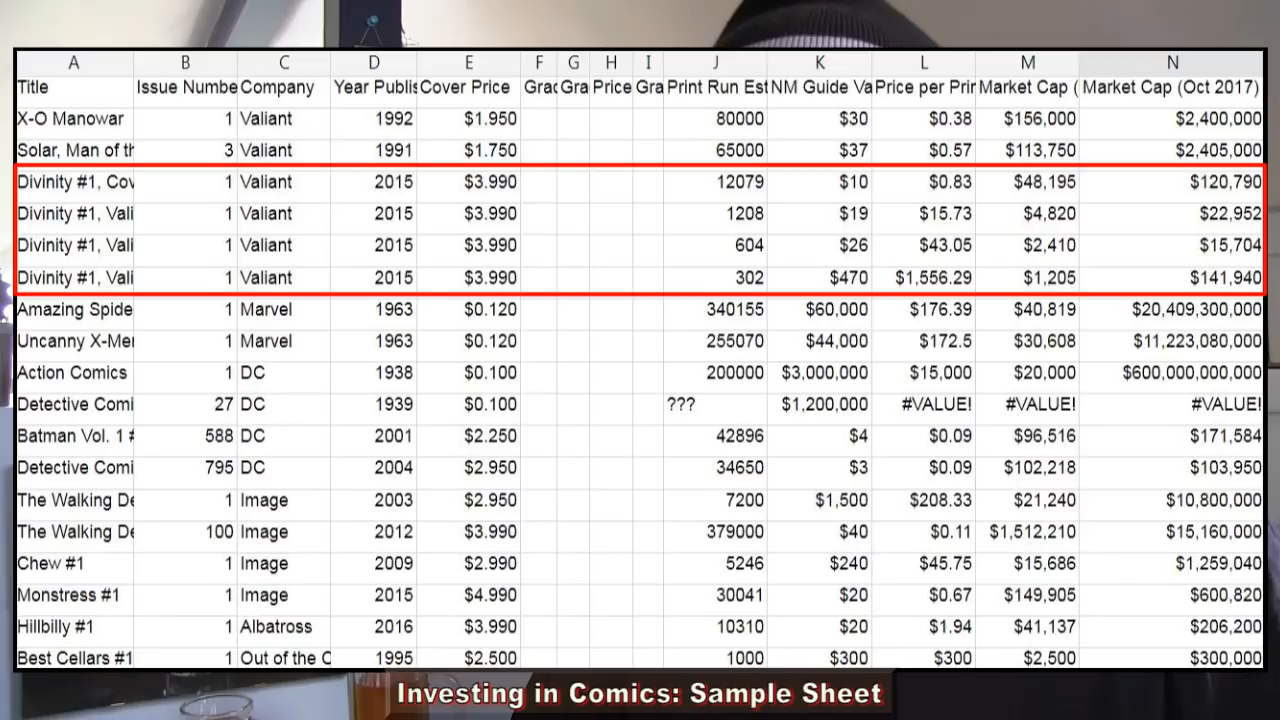 A B C D E F G H I J K L M N
Title Issue Numbe Company Year Publis Cover Price Grad Gra Price Gra Print Run Est NM Guide Va Price per Prin Market Cap ( Market Cap (Oct 2017)
X-O Manowar 1 Valiant 1992 $1.950 80000 $30 $0.38 $156,000 $2,400,000
Solar, Man of th 3 Valiant 1991 $1.750 65000 $37 $0.57 $113,750 $2,405,000
Divinity #1, Cov 1 Valiant 2015 $3.990 12079 $10 $0.83 $48,195 $120,790
Divinity #1, Vali 1 Valiant 2015 $3.990 1208 $19 $15.73 $4,820 $22,952
Divinity #1, Vali 1 Valiant 2015 $3.990 604 $26 $43.05 $2,410 $15,704
Divinity #1, Vali 1 Valiant 2015 $3.990 302 $470 $1,556.29 $1,205 $141,940
Amazing Spide 1 Marvel 1963 $0.120 340155 $60,000 $176.39 $40,819 $20,409,300,000
Uncanny X-Mer 1 Marvel 1963 $0.120 255070 $44,000 $172.5 $30,608 $11,223,080,000
Action Comics 1 DC 1938 $0.100 200000 $3,000,000 $15,000 $20,000 $600,000,000,000
Detective Comi 27 DC 1939 $0.100 ??? $1,200,000 #VALUE! #VALUE! #VALUE!
Batman Vol. 1 # 588 DC 2001 $2.250 42896 $4 $0.09 $96,516 $171,584
Detective Comi 795 DC 2004 $2.950 34650 $3 $0.09 $102,218 $103,950
The Walking De 1 Image 2003 $2.950 7200 $1,500 $208.33 $21,240 $10,800,000
The Walking De 100 Image 2012 $3.990 379000 $40 $0.11 $1,512,210 $15,160,000
Chew #1 1 Image 2009 $2.990 5246 $240 $45.75 $15,686 $1,259,040
Monstress #1 1 Image 2015 $4.990 30041 $20 $0.67 $149,905 $600,820
Hillbilly #1 1 Albatross 2016 $3.990 10310 $20 $1.94 $41,137 $206,200
Best Cellars #1 1 Out of the C 1995 $2.500 1000 $300 $300 $2,500 $300,000
Investing in Comics: Sample Sheet